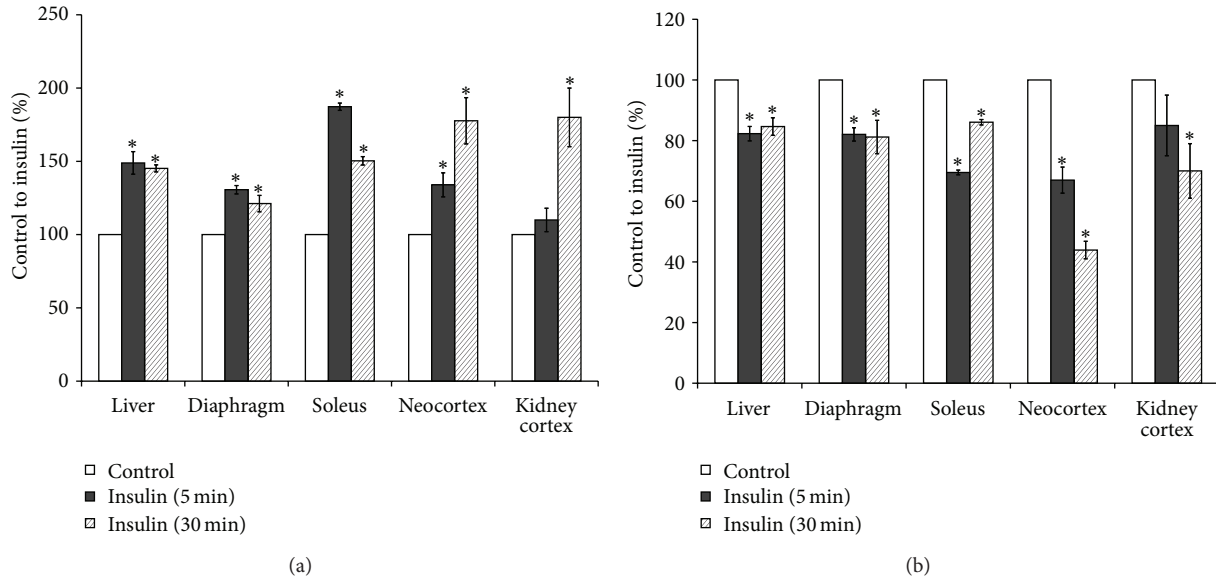 250
200
150
100
50
0
Control to insulin (%)
*
*
*
*
*
*
*
*
*
Liver
Diaphragm
Soleus
Neocortex
Kidney
cortex
Control
Insulin (5 min)
Insulin (30 min)
(a)
120
100
80
60
40
20
0
Control to insulin (%)
*
*
*
*
*
*
*
*
*
Liver
Diaphragm
Soleus
Neocortex
Kidney
cortex
Control
Insulin (5 min)
Insulin (30 min)
(b)